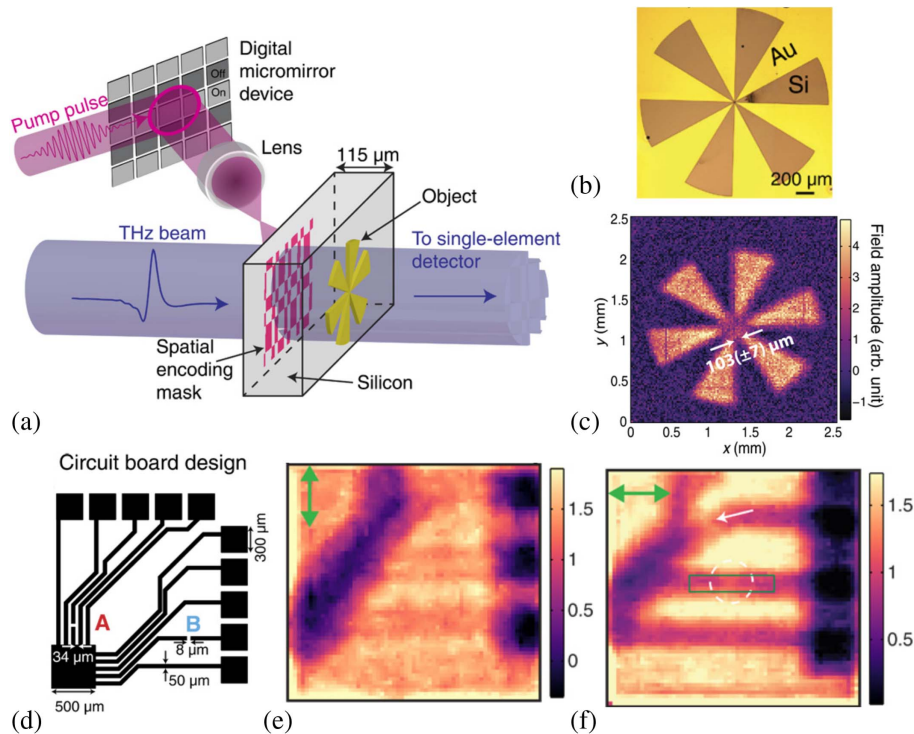 Digital
micromirror
device
Off
On
Pump pulse
Lens
115 µm
Object
THz beam
To single-element
detector
Spatial
encoding
mask
Silicon
(a)
Au
Si
200 µm
(b)
2.5
2.0
1.5
1.0
0.5
0
y (mm)
103(±7) µm
0
0.5
1.0
1.5
2.0
2.5
x (mm)
4
3
2
1
0
−1
Field amplitude (arb. unit)
(c)
Circuit board design
300 µm
A
B
34 µm
8 µm
50 µm
500 µm
(d)
1.5
1
0.5
0
(e)
1.5
1
0.5
(f)